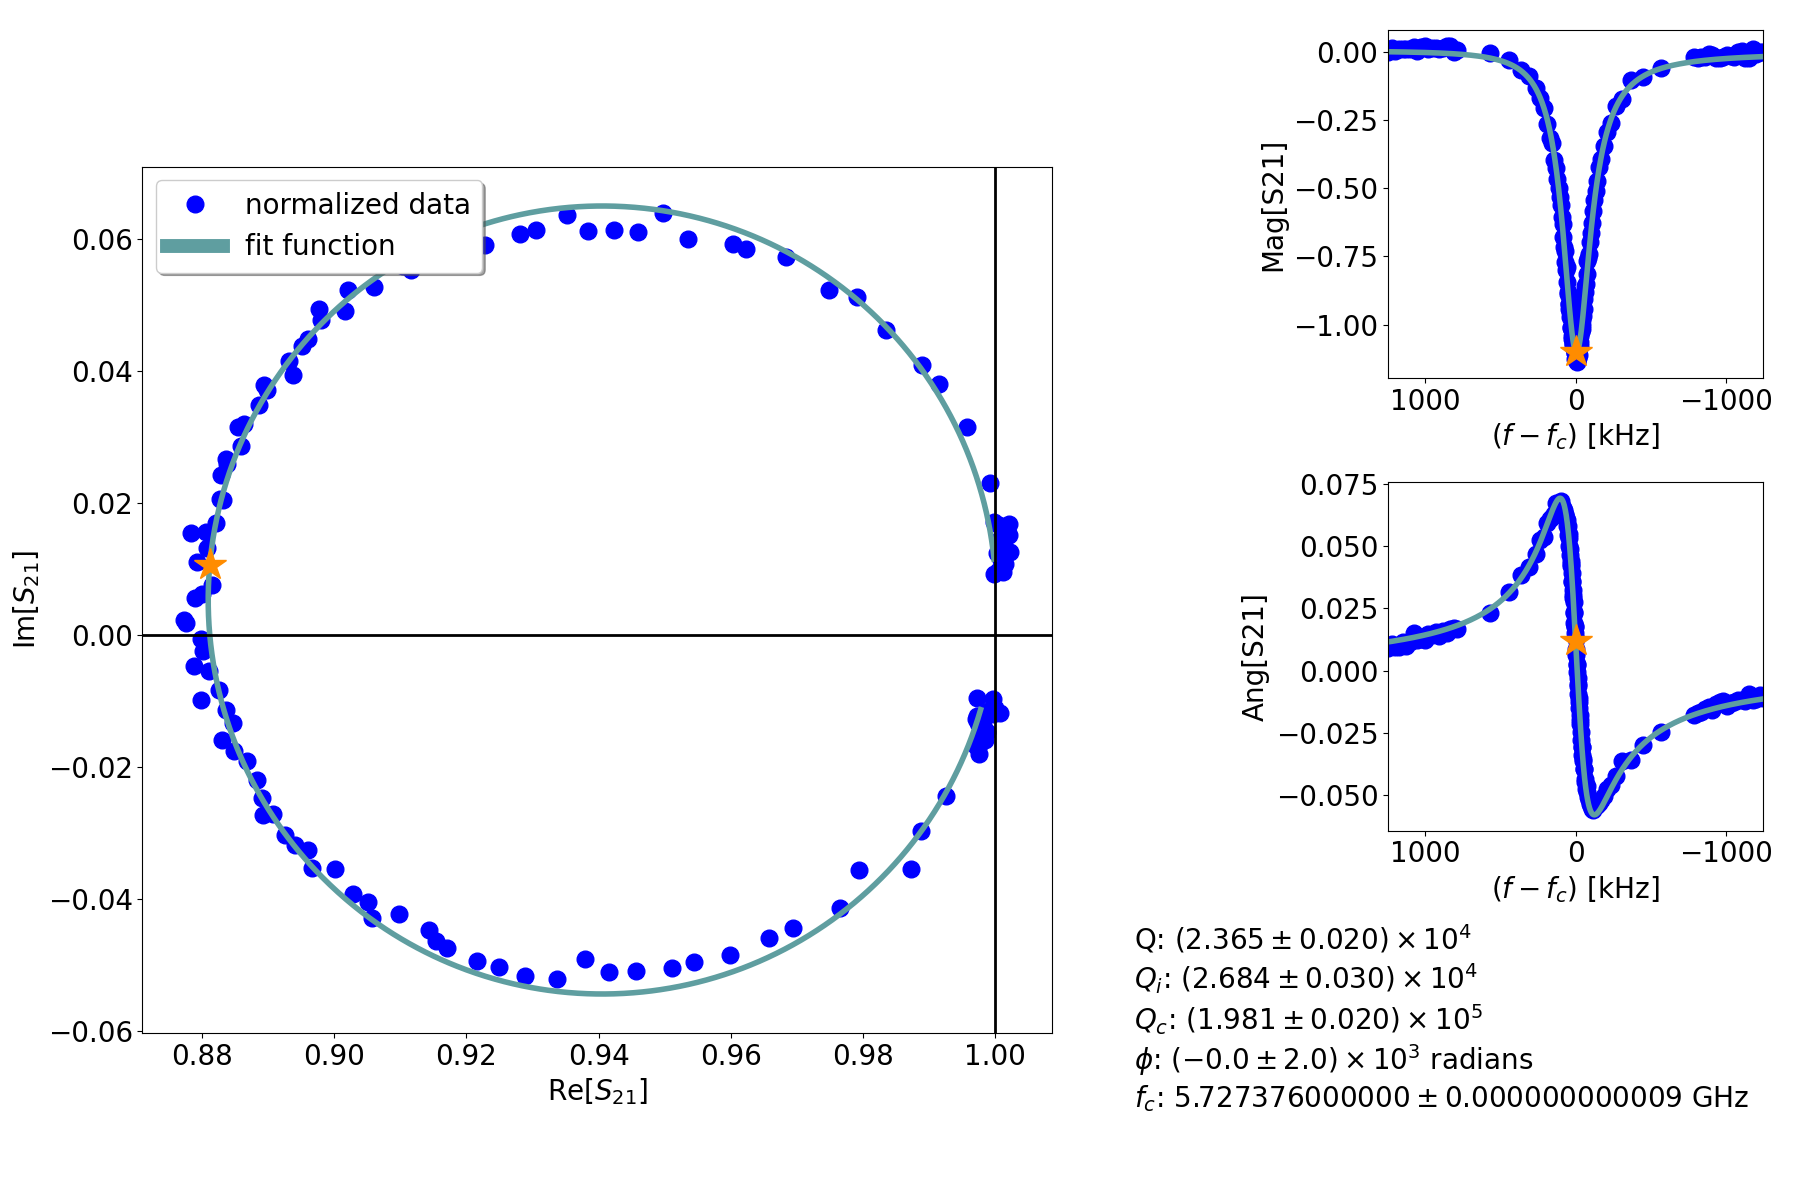 normalized data
fit function
0.06
0.04
0.02
0.00
−0.02
−0.04
−0.06
Im[S21]
0.88 0.90 0.92 0.94 0.96 0.98 1.00
Re[S21]
0.00
−0.25
−0.50
−0.75
−1.00
Mag[S21]
1000 0 −1000
(f − fc) [kHz]
0.075
0.050
0.025
0.000
−0.025
−0.050
Ang[S21]
1000 0 −1000
(f − fc) [kHz]
Q: (2.365 ± 0.020) × 10^4
Qi: (2.684 ± 0.030) × 10^4
Qc: (1.981 ± 0.020) × 10^5
ϕ: (−0.0 ± 2.0) × 10^3 radians
fc: 5.727376000000 ± 0.000000000009 GHz